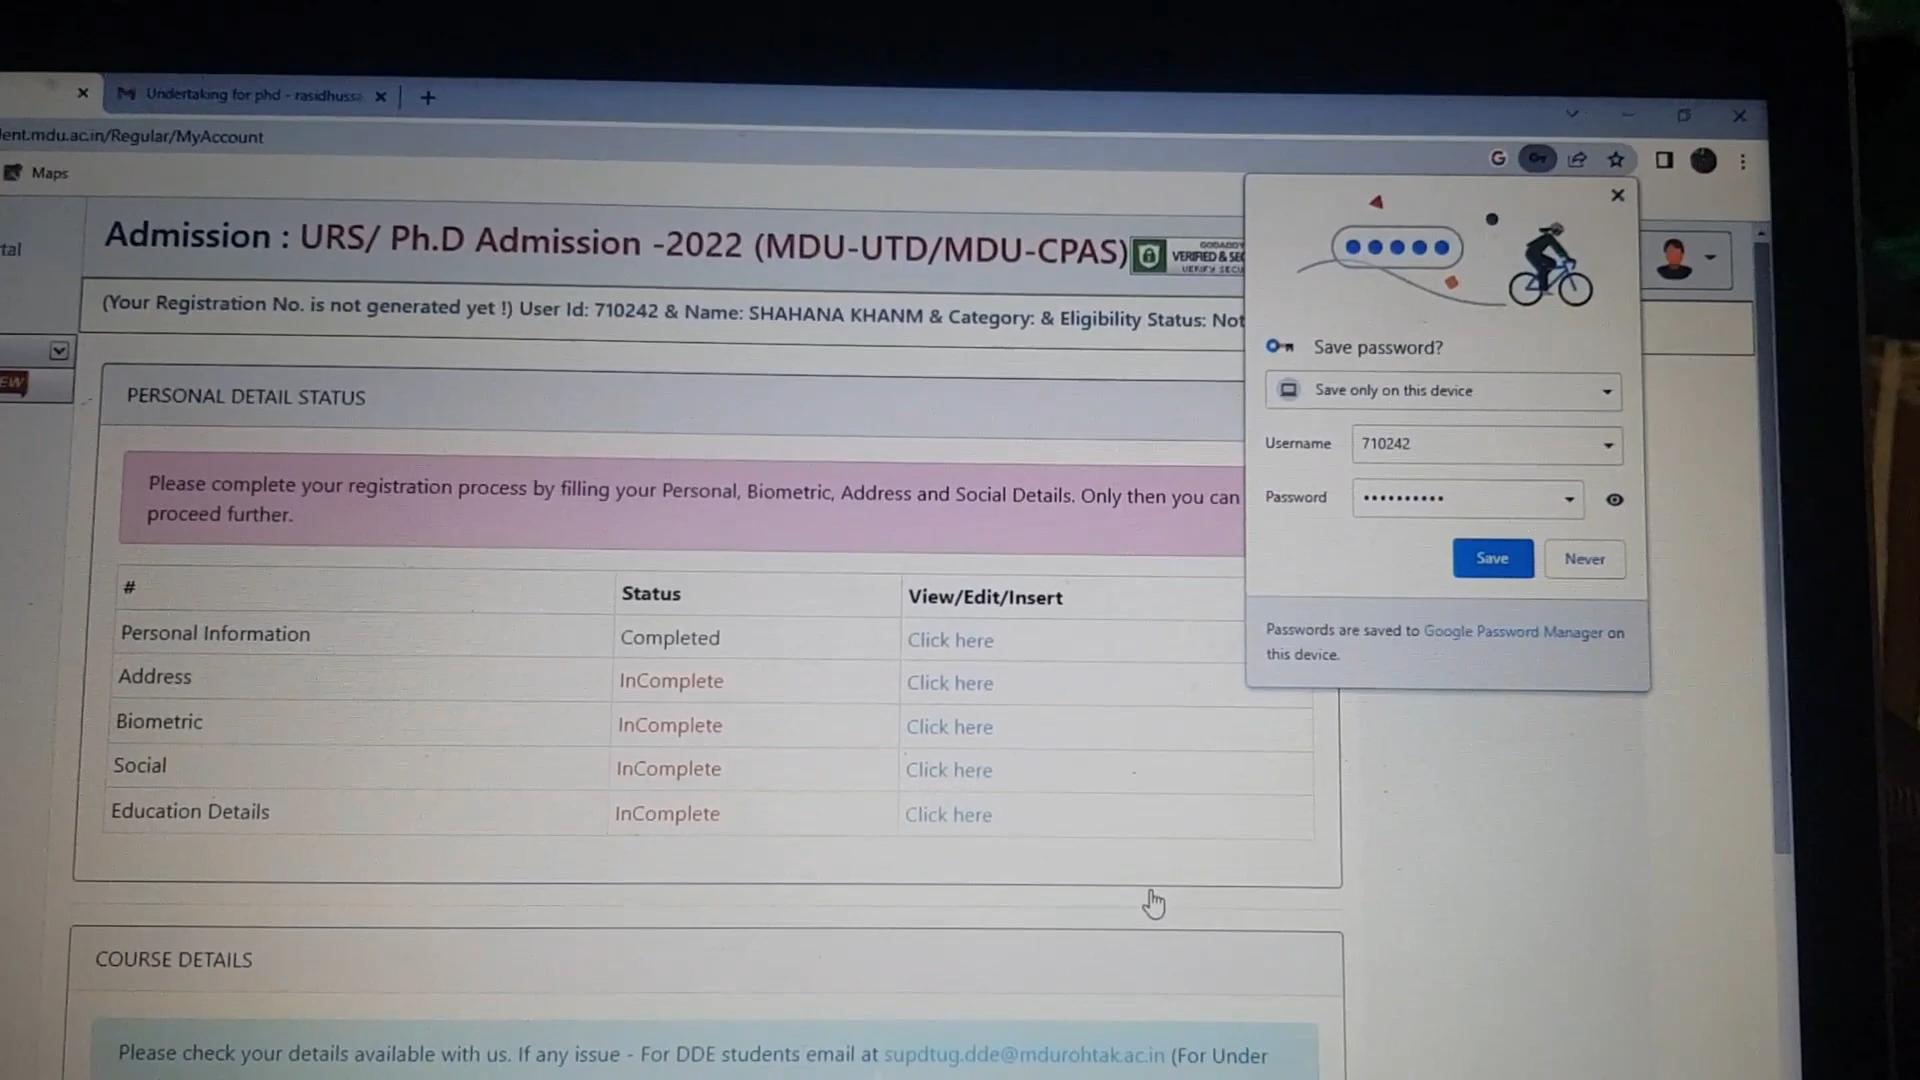 Undertaking for phd - rasidhussa
ent.mdu.ac.in/Regular/MyAccount
Maps
tal
Admission : URS/ Ph.D Admission -2022 (MDU-UTD/MDU-CPAS)
GODADDY
VERIFIED & SEC
VERIFY SECU
(Your Registration No. is not generated yet !) User Id: 710242 & Name: SHAHANA KHANM & Category: & Eligibility Status: Not
EW
PERSONAL DETAIL STATUS
Please complete your registration process by filling your Personal, Biometric, Address and Social Details. Only then you can
proceed further.
# Status View/Edit/Insert
Personal Information Completed Click here
Address InComplete Click here
Biometric InComplete Click here
Social InComplete Click here
Education Details InComplete Click here
COURSE DETAILS
Please check your details available with us. If any issue - For DDE students email at supdtug.dde@mdurohtak.ac.in (For Under
Save password?
Save only on this device
Username 710242
Password ••••••••••
Save Never
Passwords are saved to Google Password Manager on
this device.